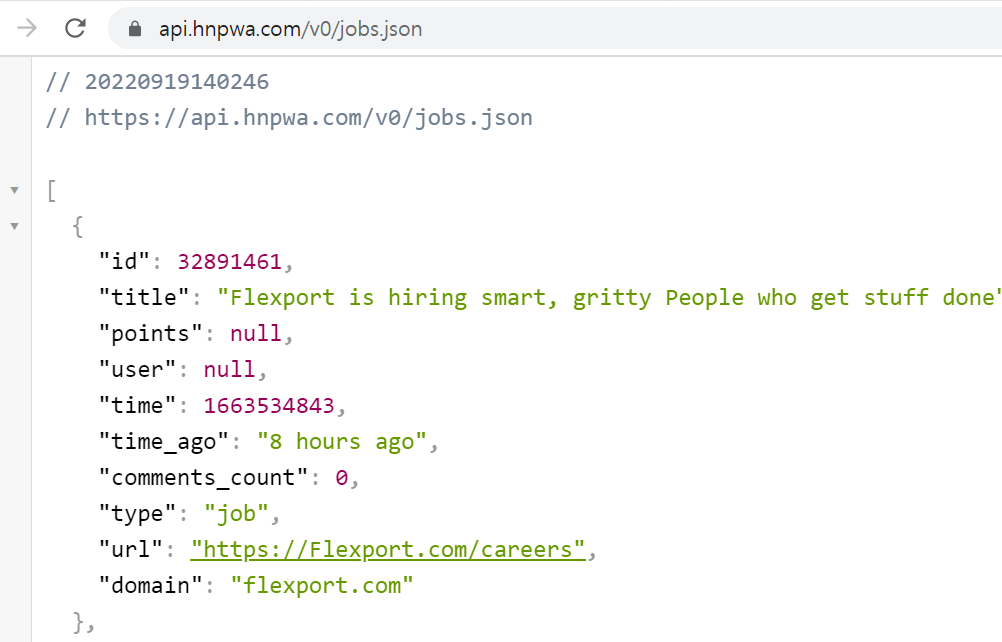 api.hnpwa.com/v0/jobs.json
// 20220919140246
// https://api.hnpwa.com/v0/jobs.json
[
{
"id": 32891461,
"title": "Flexport is hiring smart, gritty People who get stuff done"
"points": null,
"user": null,
"time": 1663534843,
"time_ago": "8 hours ago",
"comments_count": 0,
"type": "job",
"url": "https://Flexport.com/careers",
"domain": "flexport.com"
},